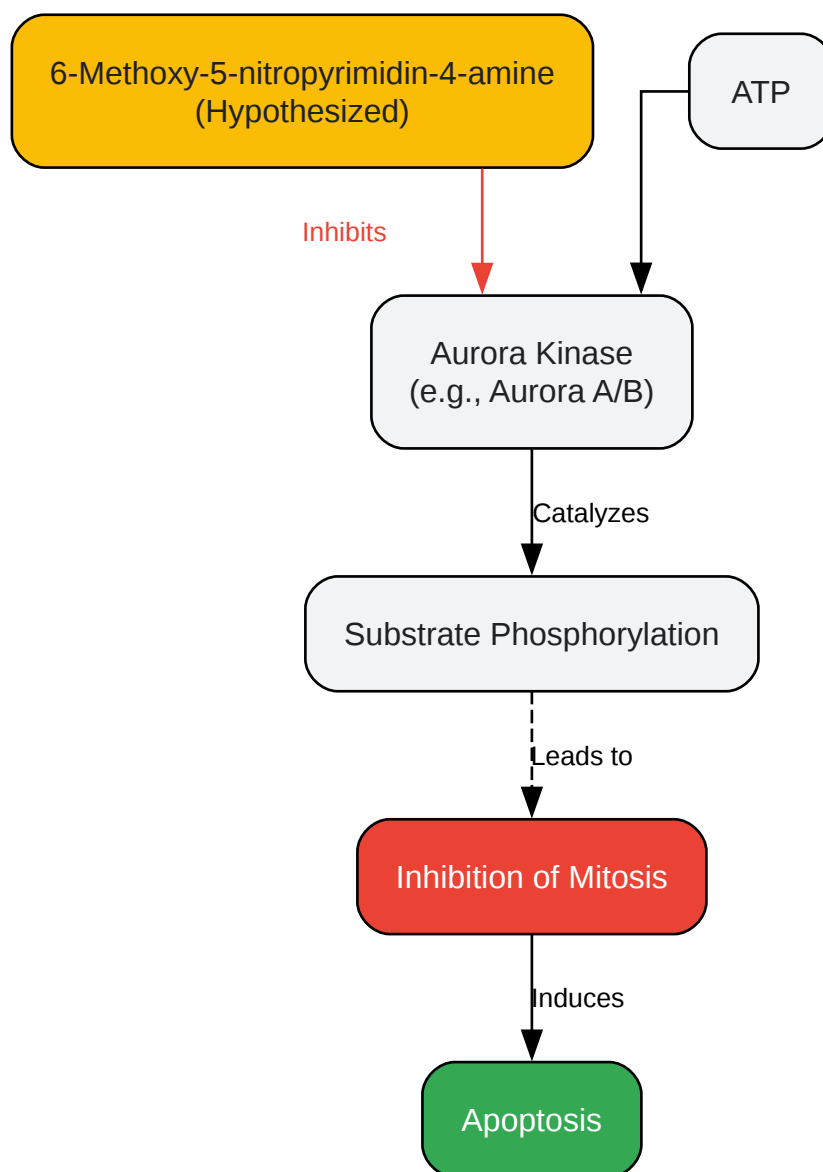 6-Methoxy-5-nitropyrimidin-4-amine
(Hypothesized)
ATP
Inhibits
Aurora Kinase
(e.g., Aurora A/B)
Catalyzes
Substrate Phosphorylation
Leads to
Inhibition of Mitosis
Induces
Apoptosis